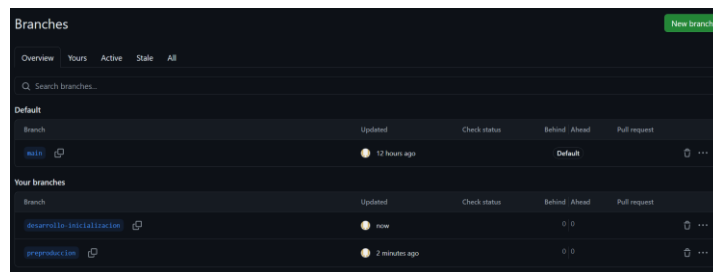 Branches
New branch
Overview Yours Active Stale All
Search branches...
Default
Branch Updated Check status Behind Ahead Pull request
main 12 hours ago Default
Your branches
Branch Updated Check status Behind Ahead Pull request
desarrollo-inicializacion now 0 0
preproduccion 2 minutes ago 0 0